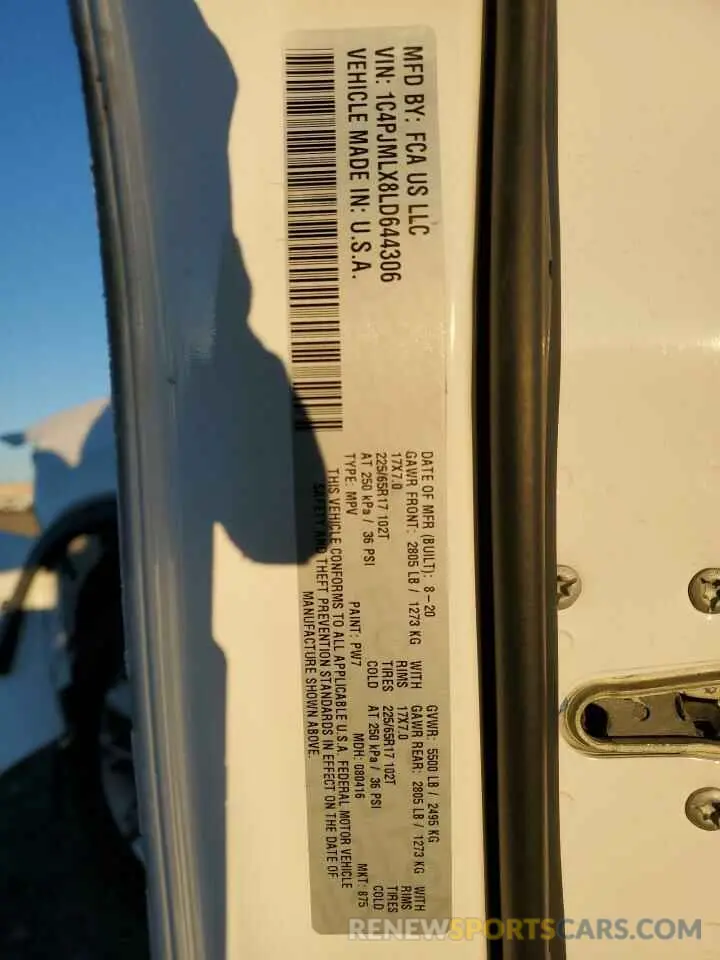 MFD BY: FCA US LLC
VIN: 1C4PJMLX8LD644306
VEHICLE MADE IN: U.S.A.
DATE OF MFR (BUILT): 8-20 GVWR: 5500 LB / 2495 KG
GAWR FRONT: 2805 LB / 1273 KG WITH GAWR REAR: 2805 LB / 1273 KG WITH
17X7.0 RIMS 17X7.0 RIMS
225/65R17 102T TIRES 225/65R17 102T TIRES
AT 250 kPa / 36 PSI COLD AT 250 kPa / 36 PSI COLD
TYPE: MPV PAINT: PW7 MDH: 080416 MKT: 875
THIS VEHICLE CONFORMS TO ALL APPLICABLE U.S.A. FEDERAL MOTOR VEHICLE
SAFETY AND THEFT PREVENTION STANDARDS IN EFFECT ON THE DATE OF
MANUFACTURE SHOWN ABOVE.
RENEWSPORTSCARS.COM